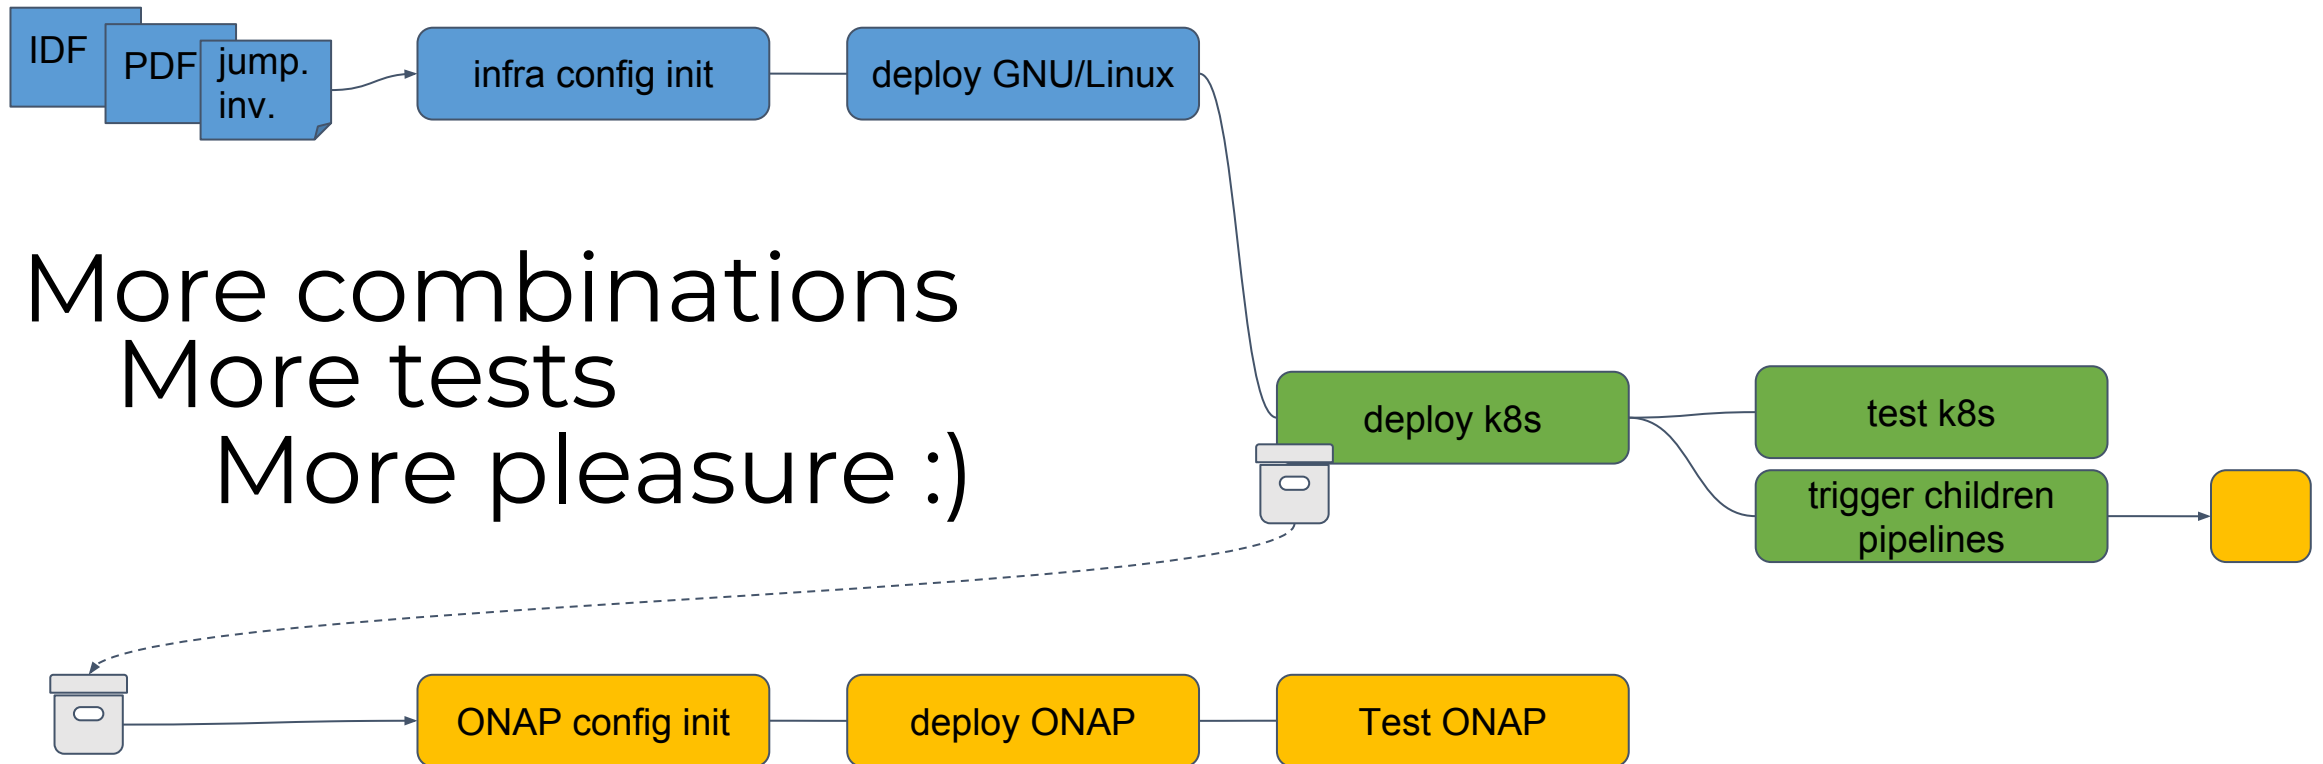 IDF
PDF
jump.
inv.
infra config init
deploy GNU/Linux
More combinations
More tests
More pleasure :)
deploy k8s
test k8s
trigger children
pipelines
ONAP config init
deploy ONAP
Test ONAP